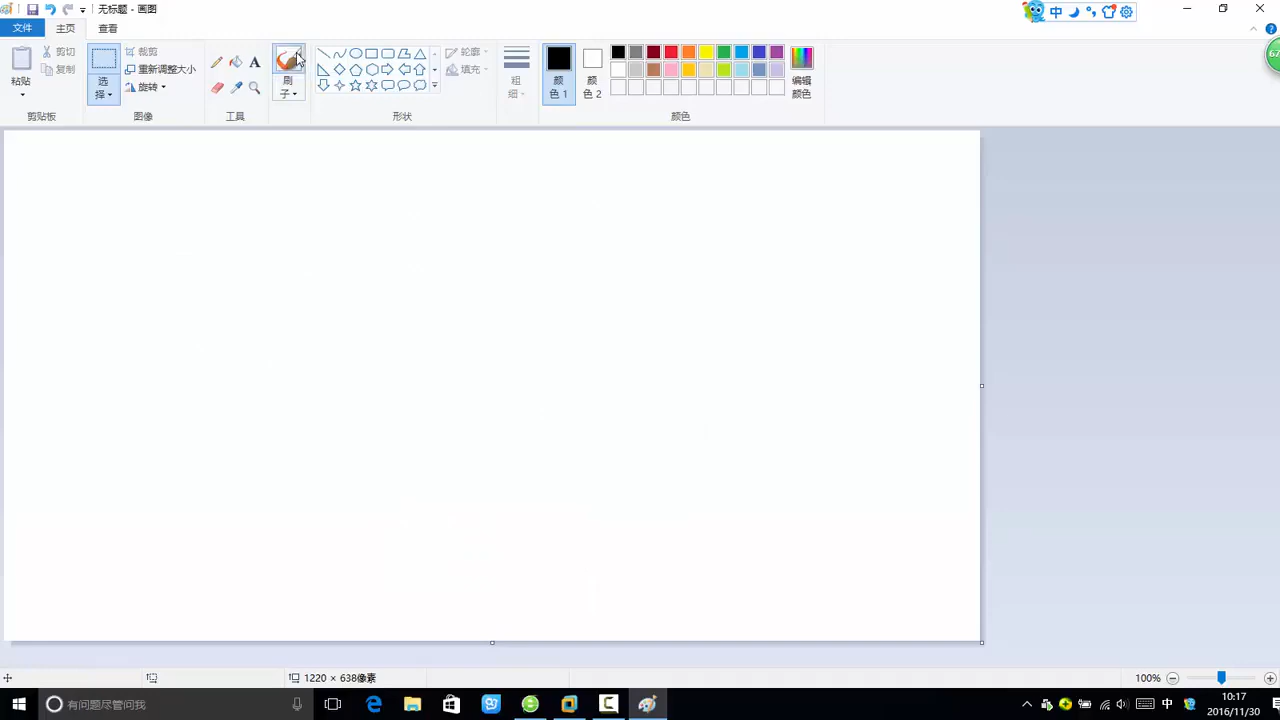 无标题 - 画图
中
文件
主页
查看
67
粘贴
剪切
复制
剪贴板
选
择
裁剪
重新调整大小
旋转
图像
A
工具
刷
子
轮廓
填充
形状
粗
细
颜
色 1
颜
色 2
编辑
颜色
颜色
1220 × 638像素
100%
有问题尽管问我
中
10:17
2016/11/30